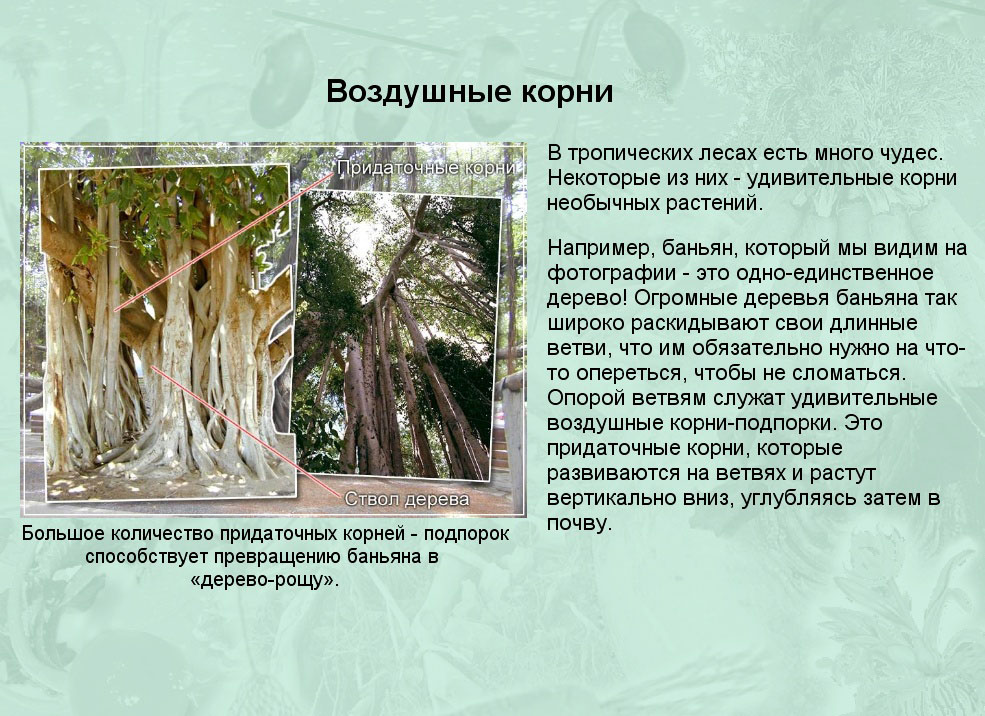 Воздушные корни
Придаточные корни
Ствол дерева
Большое количество придаточных корней - подпорок
способствует превращению баньяна в
«дерево-рощу».
В тропических лесах есть много чудес.
Некоторые из них - удивительные корни
необычных растений.
Например, баньян, который мы видим на
фотографии - это одно-единственное
дерево! Огромные деревья баньяна так
широко раскидывают свои длинные
ветви, что им обязательно нужно на что-
то опереться, чтобы не сломаться.
Опорой ветвям служат удивительные
воздушные корни-подпорки. Это
придаточные корни, которые
развиваются на ветвях и растут
вертикально вниз, углубляясь затем в
почву.